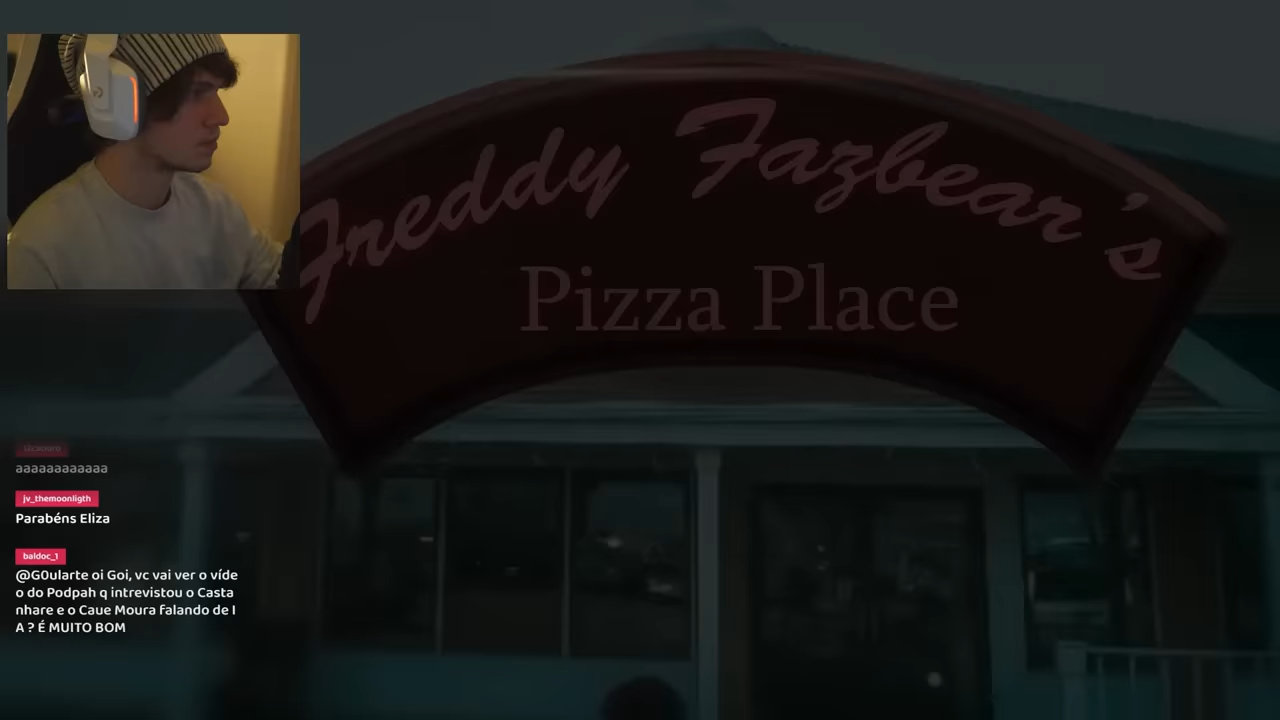 Freddy Fazbear's
Pizza Place
aaaaaaaaaaaa
jv_themoonligth
Parabéns Eliza
baldoc_1
@G0ularte oi Goi, vc vai ver o víde
o do Podpah q intrevistou o Casta
nhare e o Caue Moura falando de I
A ? É MUITO BOM